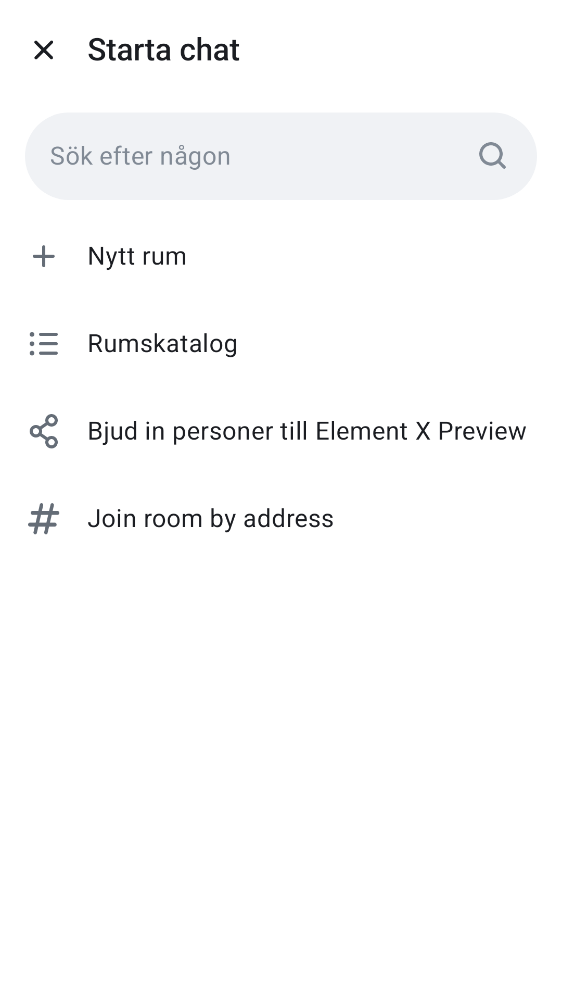 Starta chat
Sök efter någon
Nytt rum
Rumskatalog
Bjud in personer till Element X Preview
Join room by address